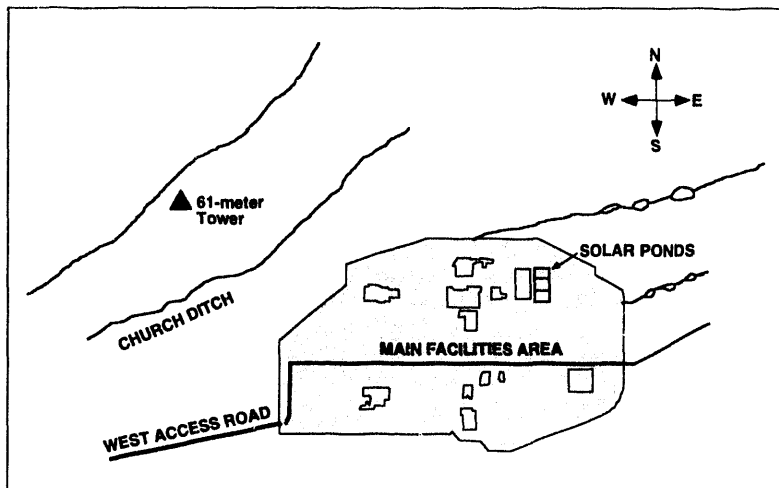 N
W E
S
61-meter
Tower
SOLAR PONDS
CHURCH DITCH
MAIN FACILITIES AREA
WEST ACCESS ROAD